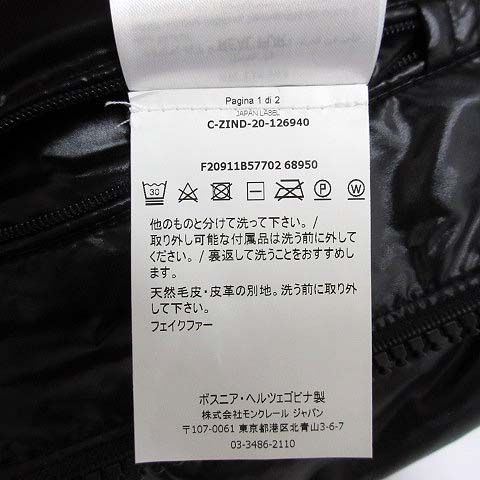 REAL FUR
Pagina 1 di 2
JAPAN LABEL
C-ZIND-20-126940
F20911B57702 68950
30
P
W
他のものと分けて洗って下さい。/
取り外し可能な付属品は洗う前に外して
ください。/ 裏返して洗うことをおすすめし
ます。
天然毛皮・皮革の別地。洗う前に取り外
して下さい。
フェイクファー
ボスニア・ヘルツェゴビナ製
株式会社モンクレール ジャパン
〒107-0061 東京都港区北青山3-6-7
03-3486-2110